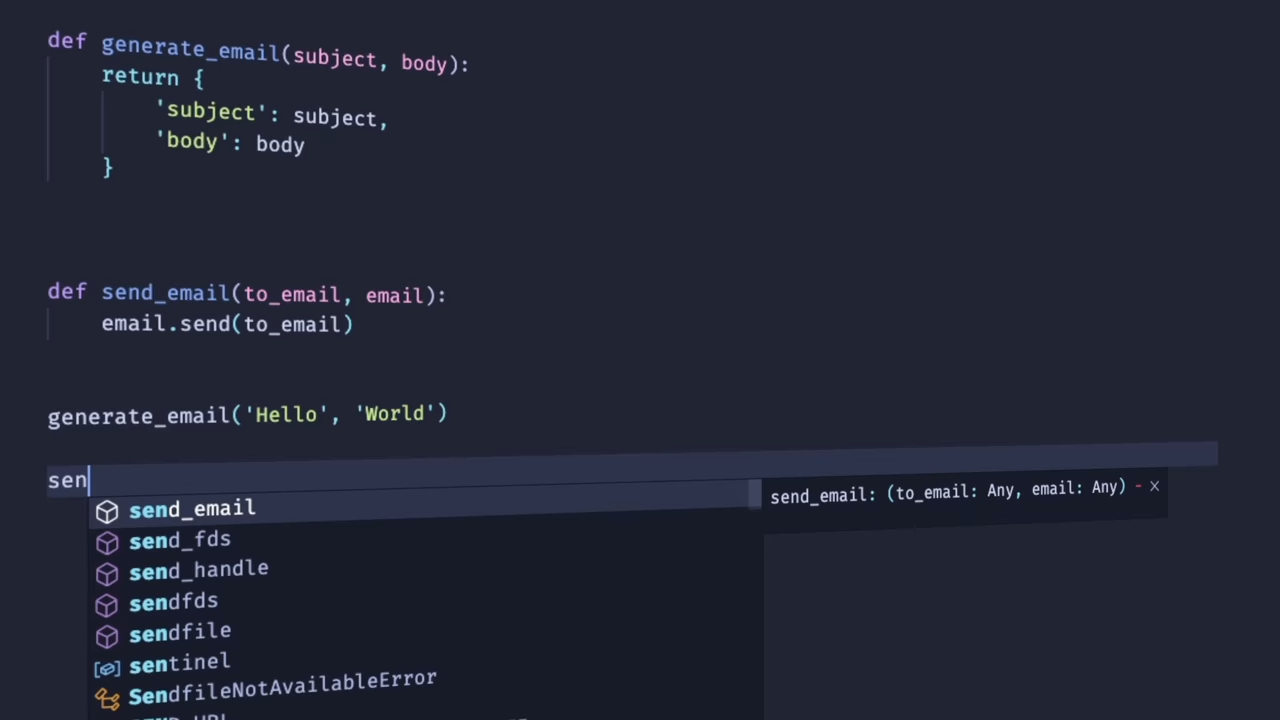 def generate_email(subject, body):
return {
'subject': subject,
'body': body
}
def send_email(to_email, email):
email.send(to_email)
generate_email('Hello', 'World')
sen
send_email
send_email: (to_email: Any, email: Any) - x
send_fds
send_handle
sendfds
sendfile
sentinel
SendfileNotAvailableError